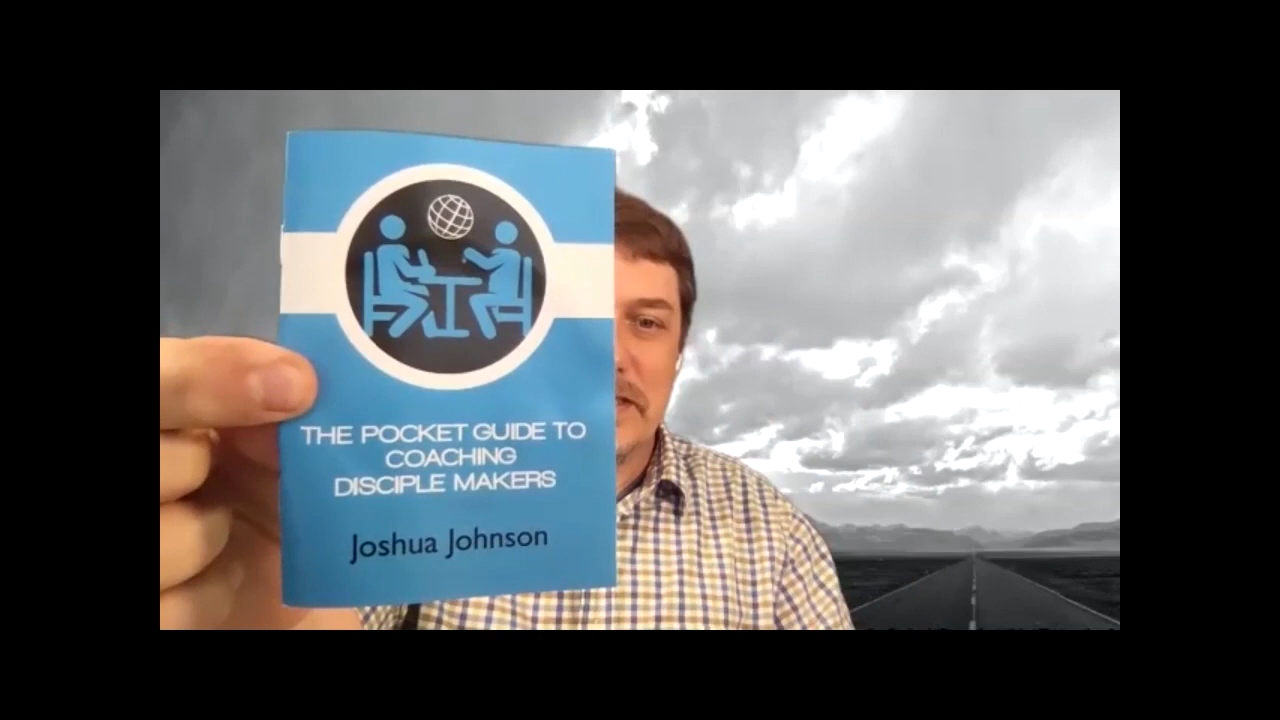 THE POCKET GUIDE TO
COACHING
DISCIPLE MAKERS
Joshua Johnson